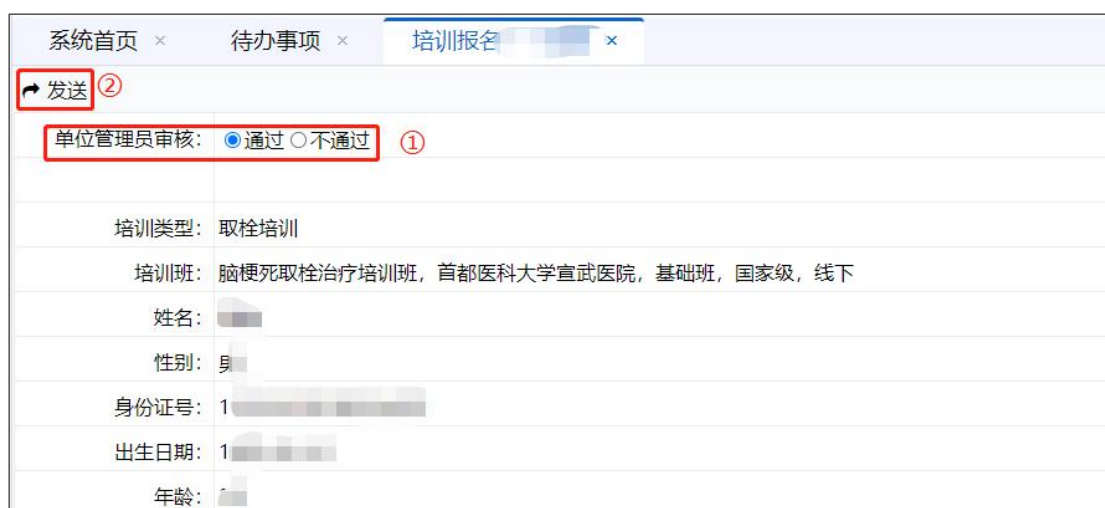 系统首页 × 待办事项 × 培训报名 ×
发送 ②
单位管理员审核: 通过 不通过 ①
培训类型: 取栓培训
培训班: 脑梗死取栓治疗培训班, 首都医科大学宣武医院, 基础班, 国家级, 线下
姓名:
性别: 男
身份证号: 1
出生日期: 1
年龄: